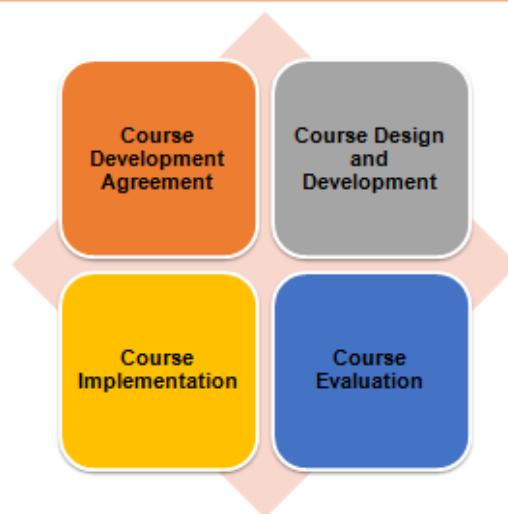 Course
Development
Agreement
Course Design
and
Development
Course
Implementation
Course
Evaluation